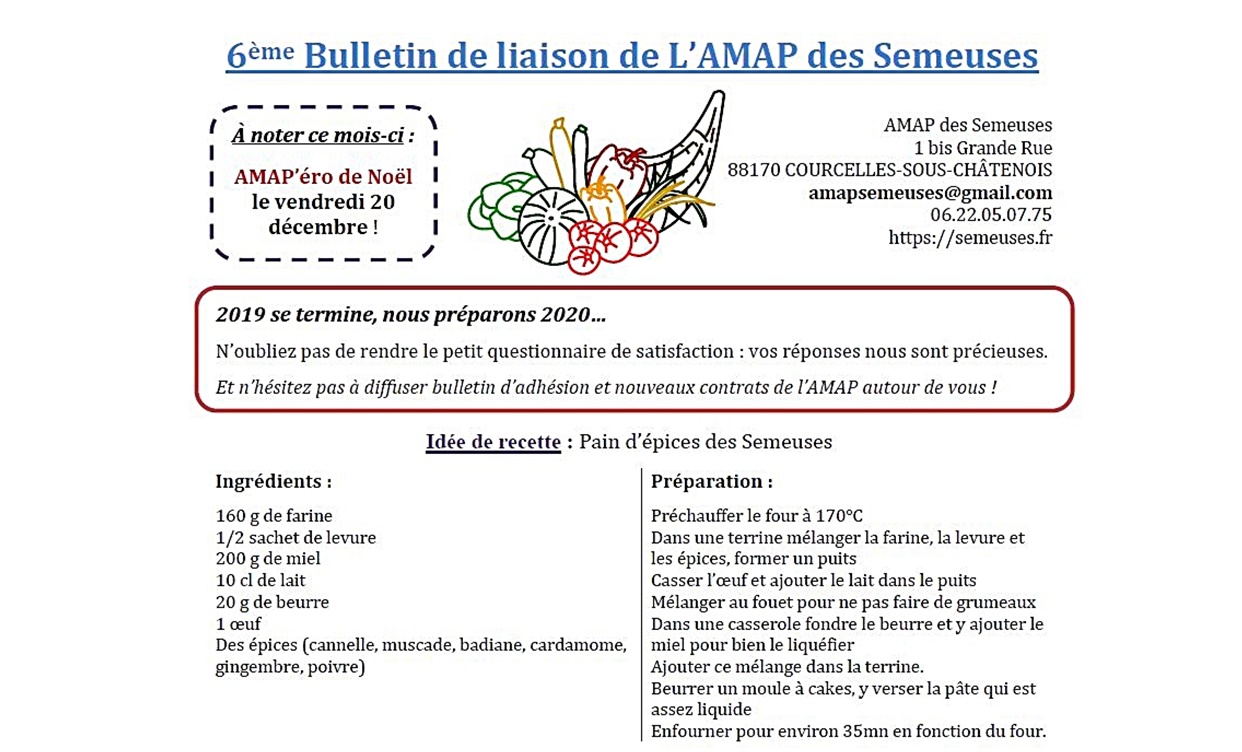 6ème Bulletin de liaison de L’AMAP des Semeuses
À noter ce mois-ci :
AMAP’éro de Noël
le vendredi 20
décembre !
AMAP des Semeuses
1 bis Grande Rue
88170 COURCELLES-SOUS-CHÂTENOIS
amapsemeuses@gmail.com
06.22.05.07.75
https://semeuses.fr
2019 se termine, nous préparons 2020…
N’oubliez pas de rendre le petit questionnaire de satisfaction : vos réponses nous sont précieuses.
Et n’hésitez pas à diffuser bulletin d’adhésion et nouveaux contrats de l’AMAP autour de vous !
Idée de recette : Pain d’épices des Semeuses
Ingrédients :
160 g de farine
1/2 sachet de levure
200 g de miel
10 cl de lait
20 g de beurre
1 œuf
Des épices (cannelle, muscade, badiane, cardamome,
gingembre, poivre)
Préparation :
Préchauffer le four à 170°C
Dans une terrine mélanger la farine, la levure et
les épices, former un puits
Casser l’œuf et ajouter le lait dans le puits
Mélanger au fouet pour ne pas faire de grumeaux
Dans une casserole fondre le beurre et y ajouter le
miel pour bien le liquéfier
Ajouter ce mélange dans la terrine.
Beurrer un moule à cakes, y verser la pâte qui est
assez liquide
Enfourner pour environ 35mn en fonction du four.